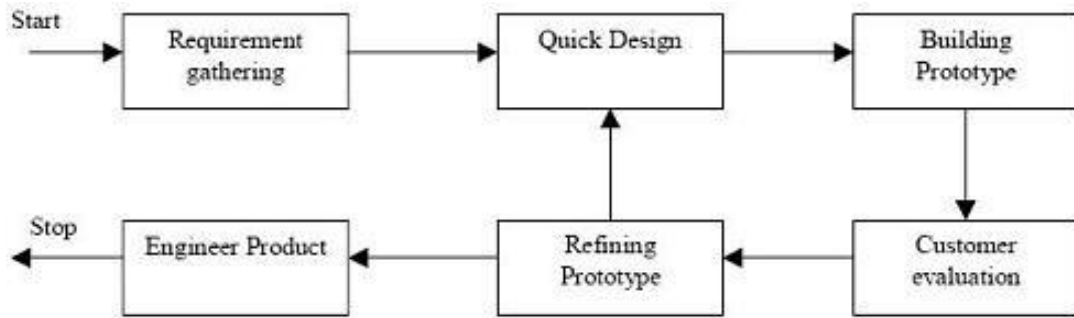 Start
Requirement
gathering
Quick Design
Building
Prototype
Stop
Engineer Product
Refining
Prototype
Customer
evaluation